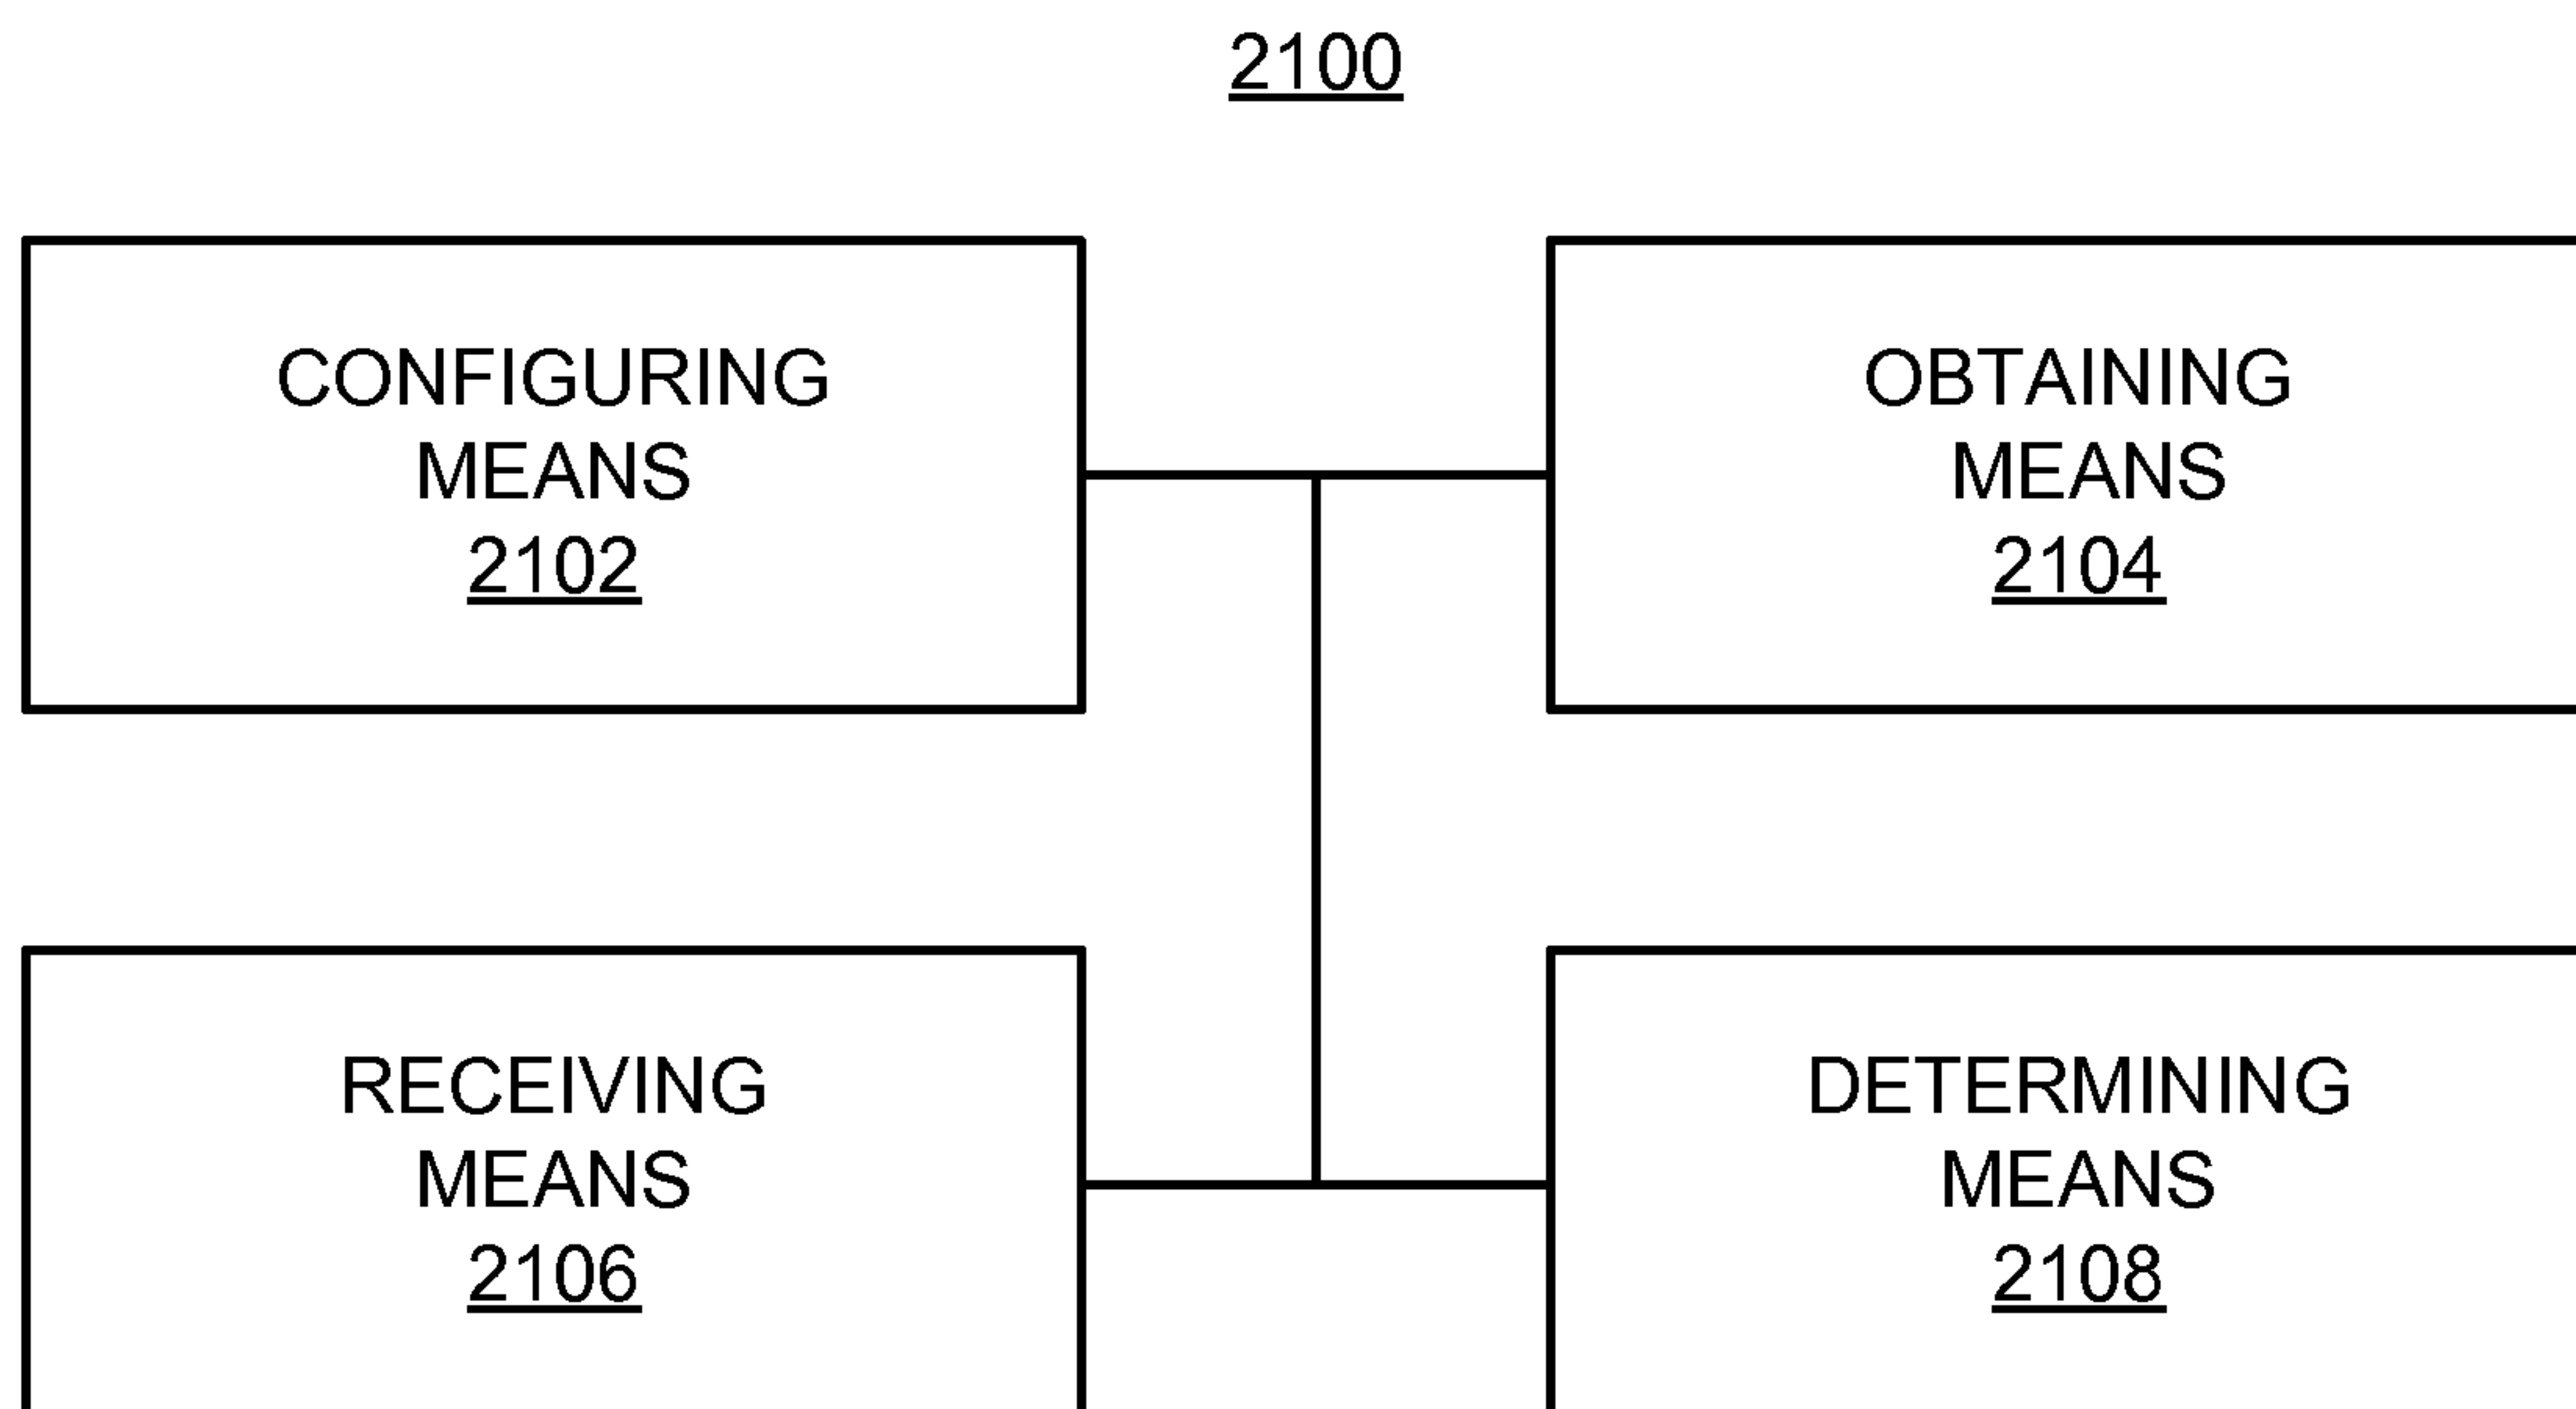 2100
CONFIGURING
MEANS
2102
OBTAINING
MEANS
2104
RECEIVING
MEANS
2106
DETERMINING
MEANS
2108